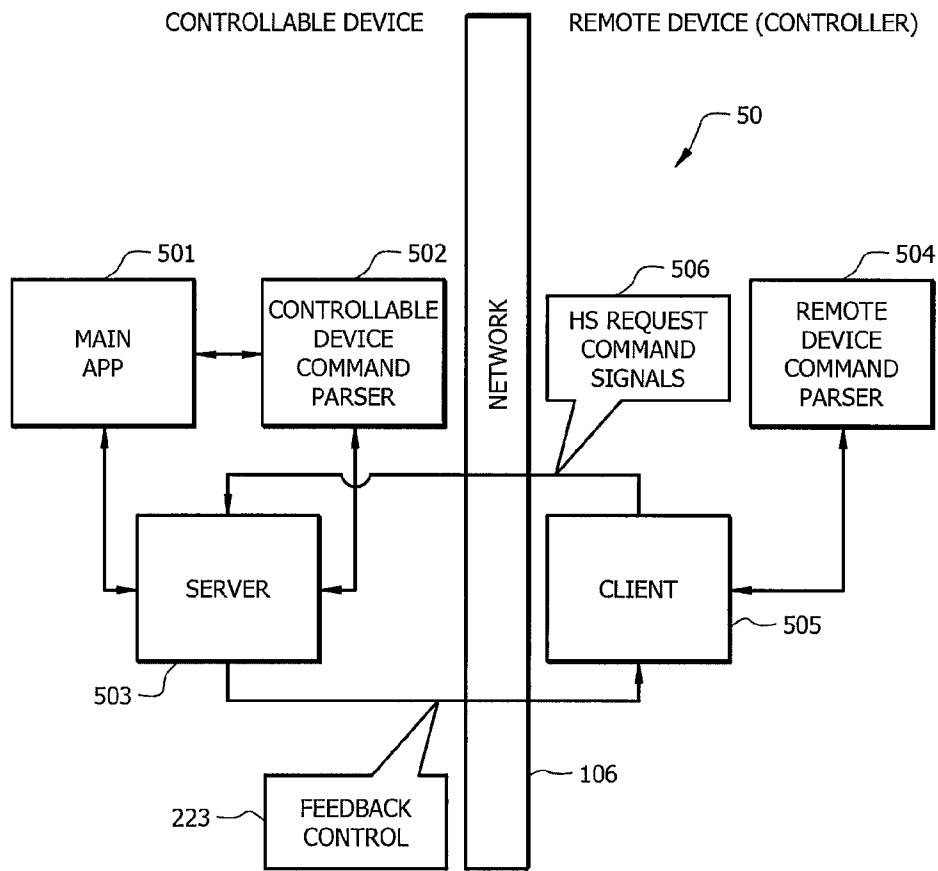 CONTROLLABLE DEVICE
REMOTE DEVICE (CONTROLLER)
50
501
502
506
504
MAIN
APP
CONTROLLABLE
DEVICE
COMMAND
PARSER
NETWORK
HS REQUEST
COMMAND
SIGNALS
REMOTE
DEVICE
COMMAND
PARSER
SERVER
CLIENT
505
503
106
223
FEEDBACK
CONTROL